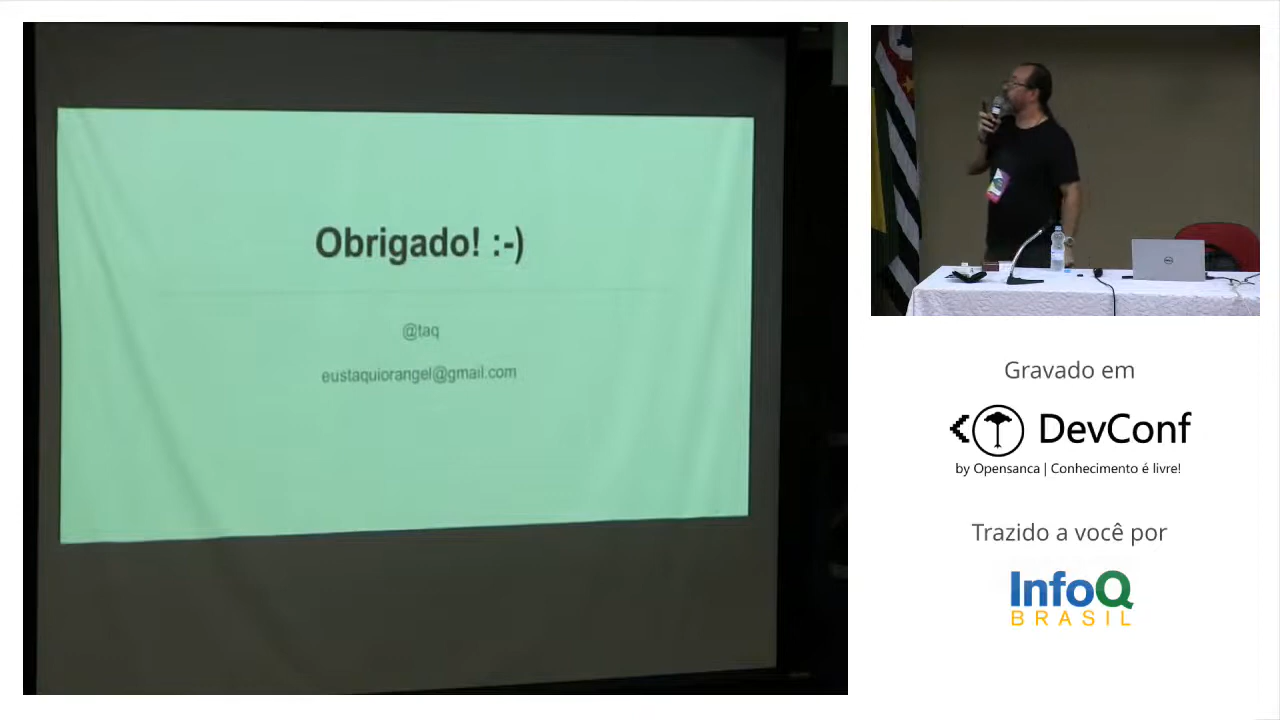 Obrigado! :-)
@taq
eustaquiorangel@gmail.com
Gravado em
DevConf
by Opensanca | Conhecimento é livre!
Trazido a você por
InfoQ
BRASIL